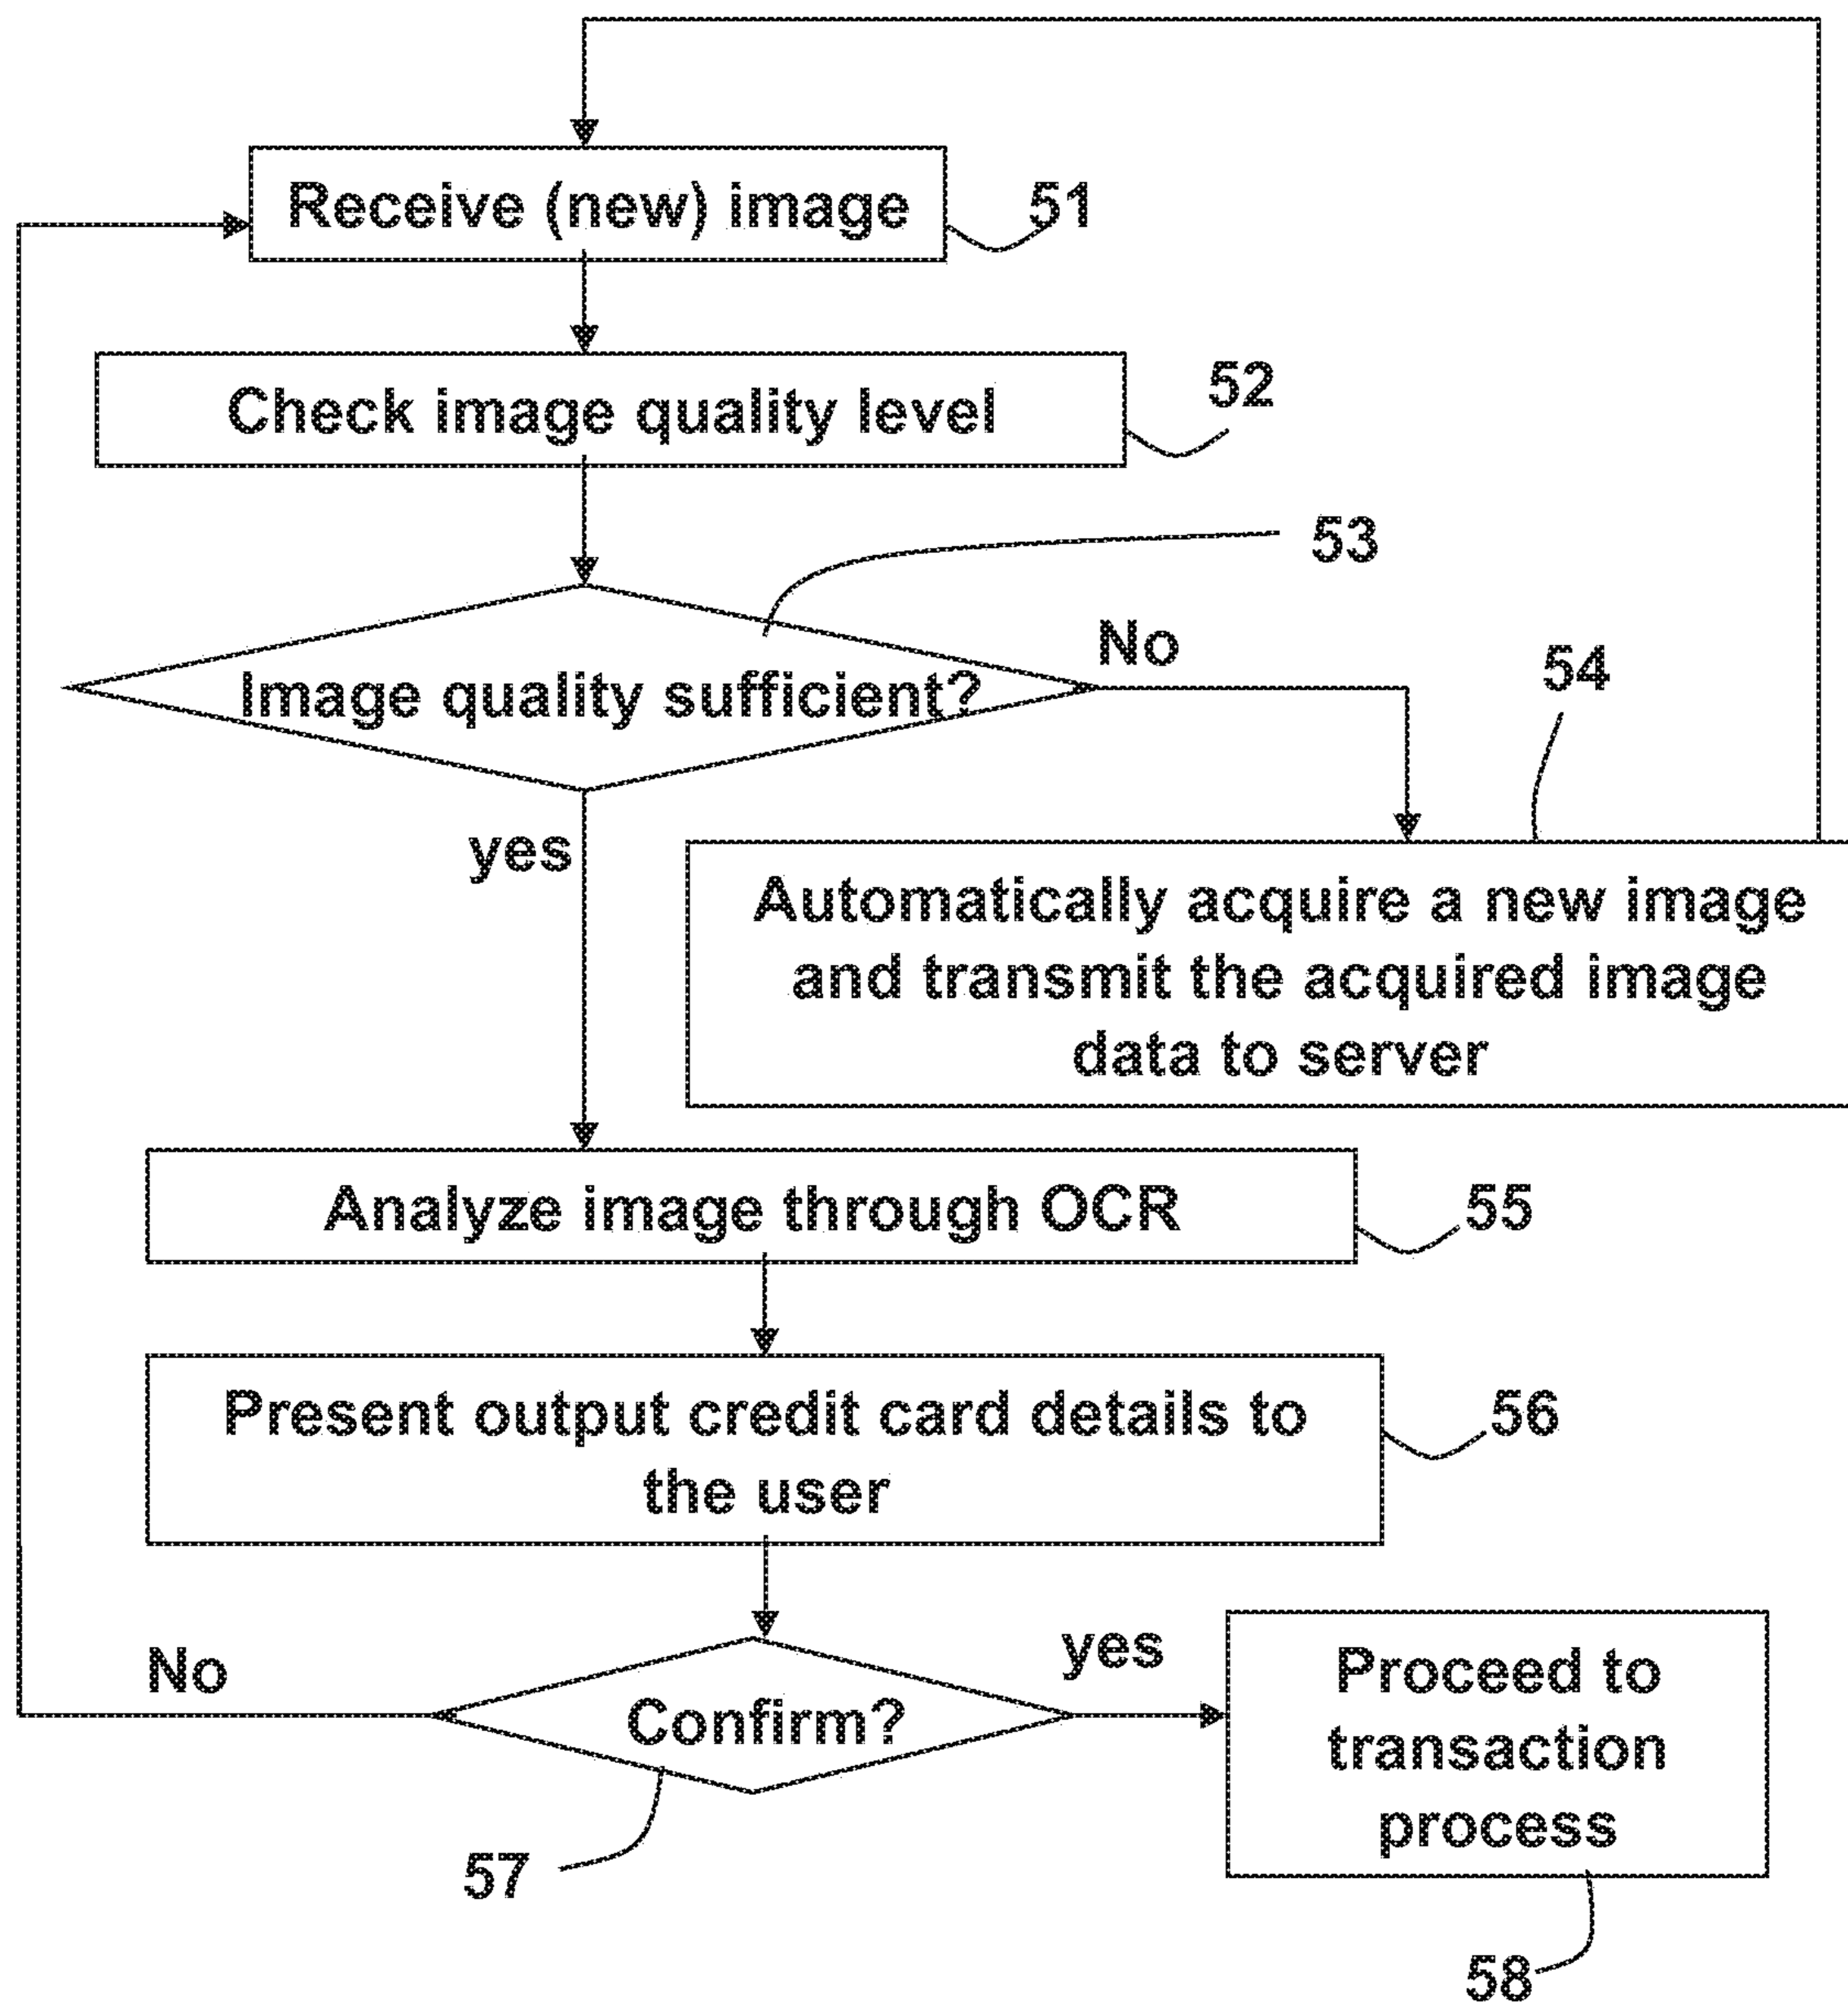 Receive (new) image
51
Check image quality level
52
53
Image quality sufficient?
No
54
yes
Automatically acquire a new image
and transmit the acquired image
data to server
Analyze image through OCR
55
Present output credit card details to
the user
56
No
Confirm?
yes
Proceed to
transaction
process
57
58